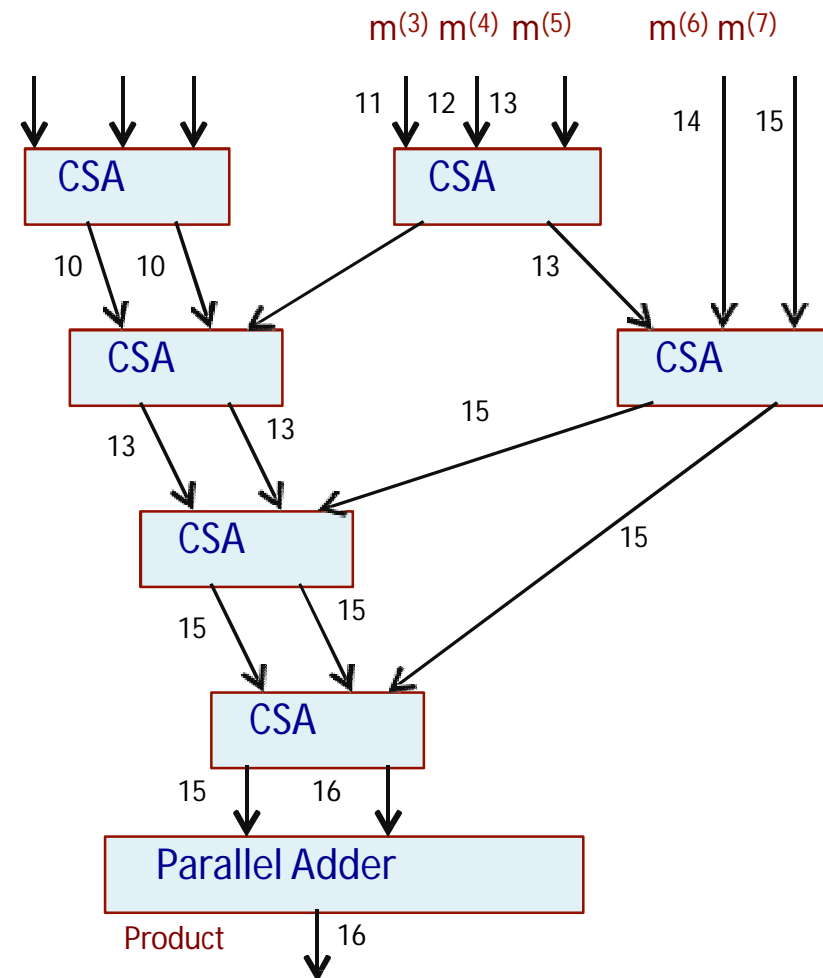 m(3) m(4) m(5) m(6) m(7)
11 12 13 14 15
CSA CSA
10 10 13
CSA CSA
13 13 15
CSA 15
15 15
CSA
15 16
Parallel Adder
Product 16